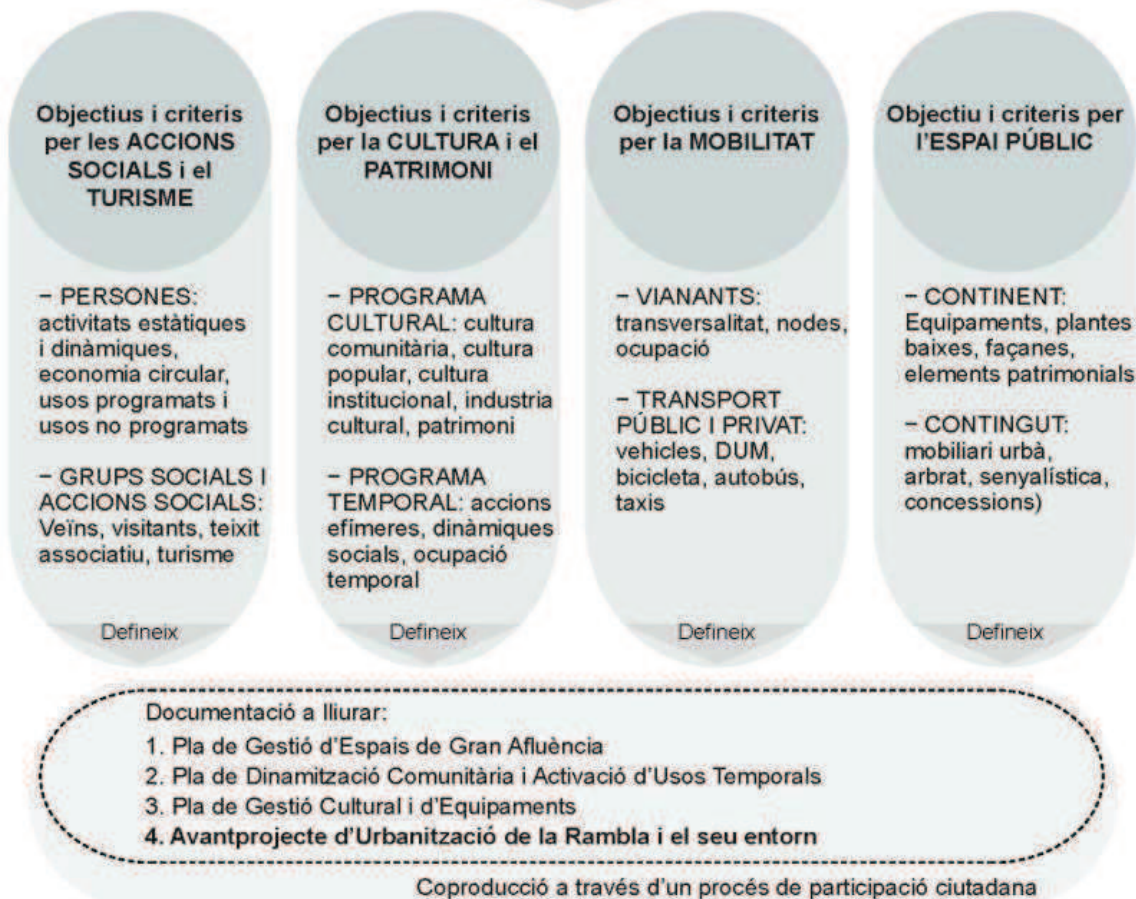 Objectius i criteris
per les ACCIONS
SOCIALS i el
TURISME
− PERSONES:
activitats estàtiques
i dinàmiques,
economia circular,
usos programats i
usos no programats
− GRUPS SOCIALS I
ACCIONS SOCIALS:
Veïns, visitants, teixit
associatiu, turisme
Defineix
Objectius i criteris
per la CULTURA i el
PATRIMONI
− PROGRAMA
CULTURAL: cultura
comunitària, cultura
popular, cultura
institucional, industria
cultural, patrimoni
− PROGRAMA
TEMPORAL: accions
efímeres, dinàmiques
socials, ocupació
temporal
Defineix
Objectius i criteris
per la MOBILITAT
− VIANANTS:
transversalitat, nodes,
ocupació
− TRANSPORT
PÚBLIC I PRIVAT:
vehicles, DUM,
bicicleta, autobús,
taxis
Defineix
Objectiu i criteris per
l'ESPAI PÚBLIC
− CONTINENT:
Equipaments, plantes
baixes, façanes,
elements patrimonials
− CONTINGUT:
mobiliari urbà,
arbrat, senyalística,
concessions)
Defineix
Documentació a lliurar:
1. Pla de Gestió d'Espais de Gran Afluència
2. Pla de Dinamització Comunitària i Activació d'Usos Temporals
3. Pla de Gestió Cultural i d'Equipaments
4. Avantprojecte d'Urbanització de la Rambla i el seu entorn
Coproducció a través d'un procés de participació ciutadana